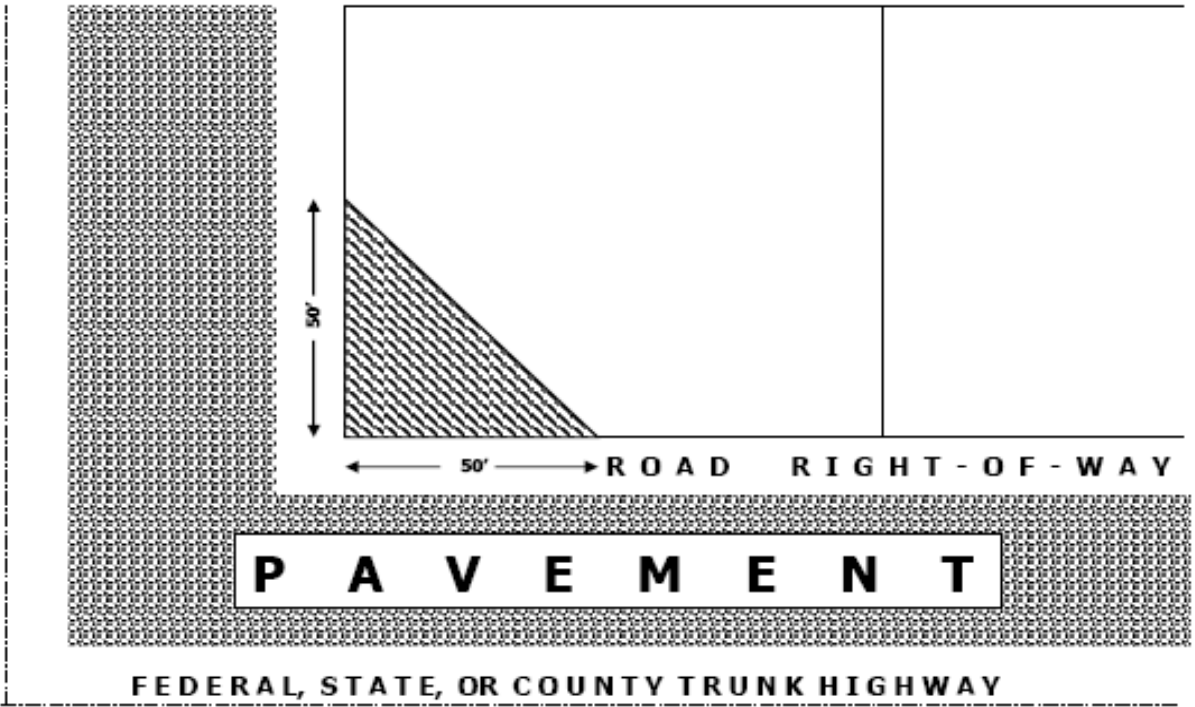 50'
50'
ROAD RIGHT-OF-WAY
PAVEMENT
FEDERAL, STATE, OR COUNTY TRUNK HIGHWAY